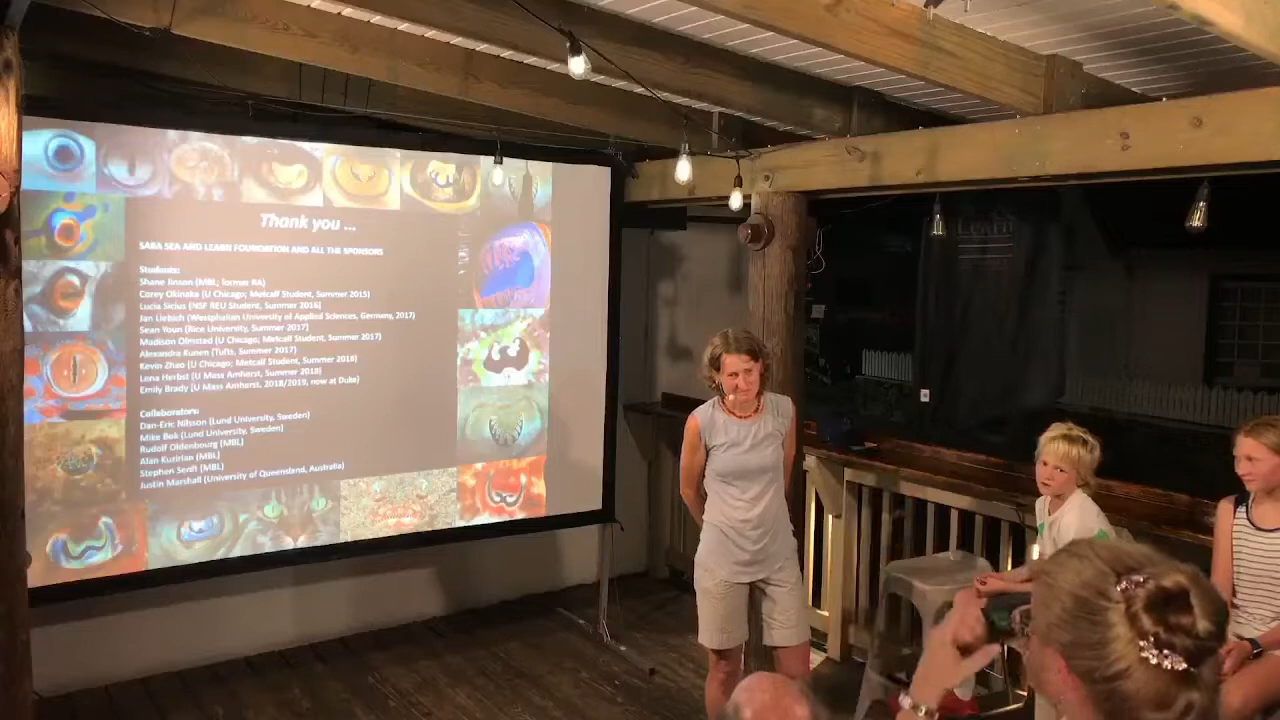 Thank you ...
SABA SEA AND LEARN FOUNDATION AND ALL THE SPONSORS
Students:
Shane Jinson (MBL; former RA)
Corey Okinaka (U Chicago; Metcalf Student, Summer 2015)
Lucia Sicius (NSF REU Student, Summer 2016)
Jan Liebich (Westphalian University of Applied Sciences, Germany, 2017)
Sean Youn (Rice University, Summer 2017)
Madison Olmsted (U Chicago; Metcalf Student, Summer 2017)
Alexandra Kunen (Tufts, Summer 2017)
Kevin Zhao (U Chicago; Metcalf Student, Summer 2018)
Lena Herbst (U Mass Amherst, Summer 2018)
Emily Brady (U Mass Amherst, 2018/2019, now at Duke)
Collaborators:
Dan-Eric Nilsson (Lund University, Sweden)
Mike Bok (Lund University, Sweden)
Rudolf Oldenbourg (MBL)
Alan Kuzirian (MBL)
Stephen Senft (MBL)
Justin Marshall (University of Queensland, Australia)